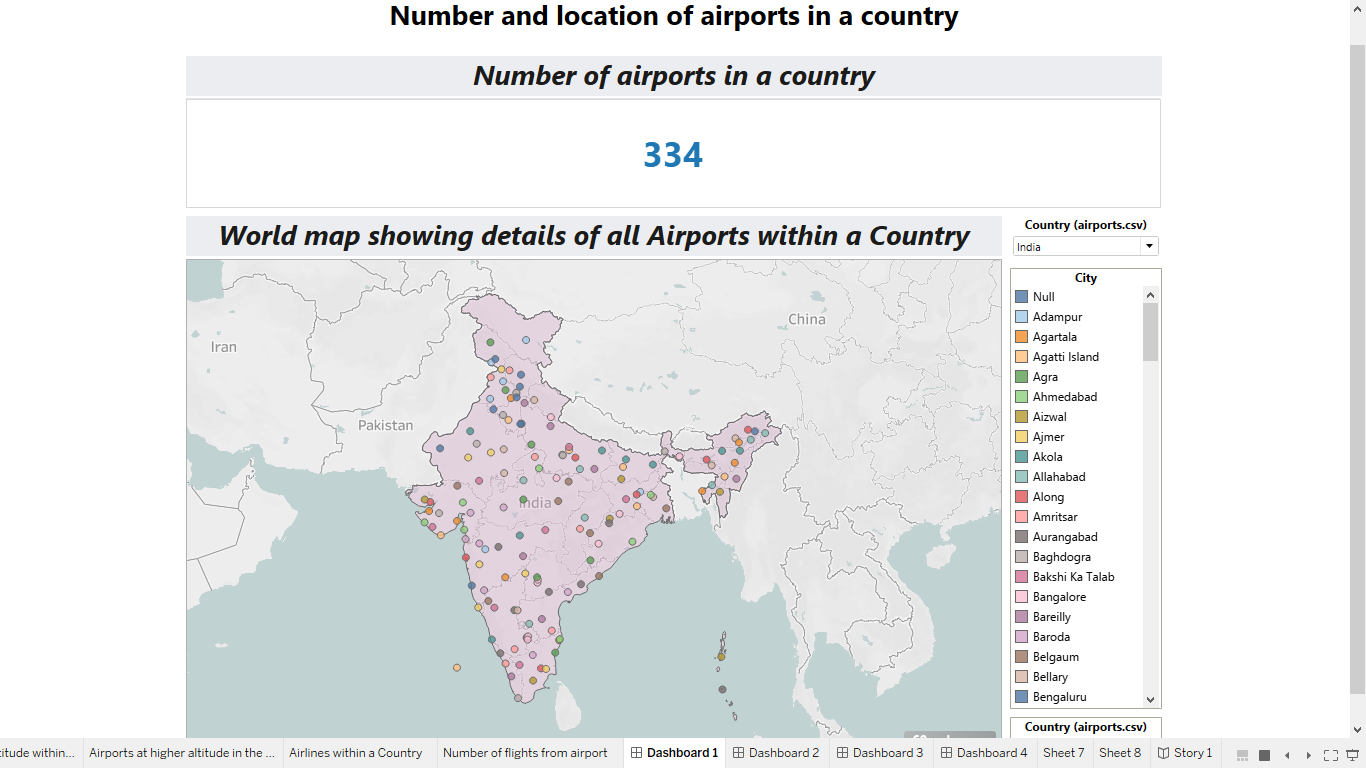 Number and location of airports in a country
Number of airports in a country
334
World map showing details of all Airports within a Country
Country (airports.csv)
India
City
Null
Adampur
Agartala
Agatti Island
Agra
Ahmedabad
Aizwal
Ajmer
Akola
Allahabad
Along
Amritsar
Aurangabad
Baghdogra
Bakshi Ka Talab
Bangalore
Bareilly
Baroda
Belgaum
Bellary
Bengaluru
Country (airports.csv)
Iran
China
Pakistan
India
titude within...
Airports at higher altitude in the ...
Airlines within a Country
Number of flights from airport
Dashboard 1
Dashboard 2
Dashboard 3
Dashboard 4
Sheet 7
Sheet 8
Story 1